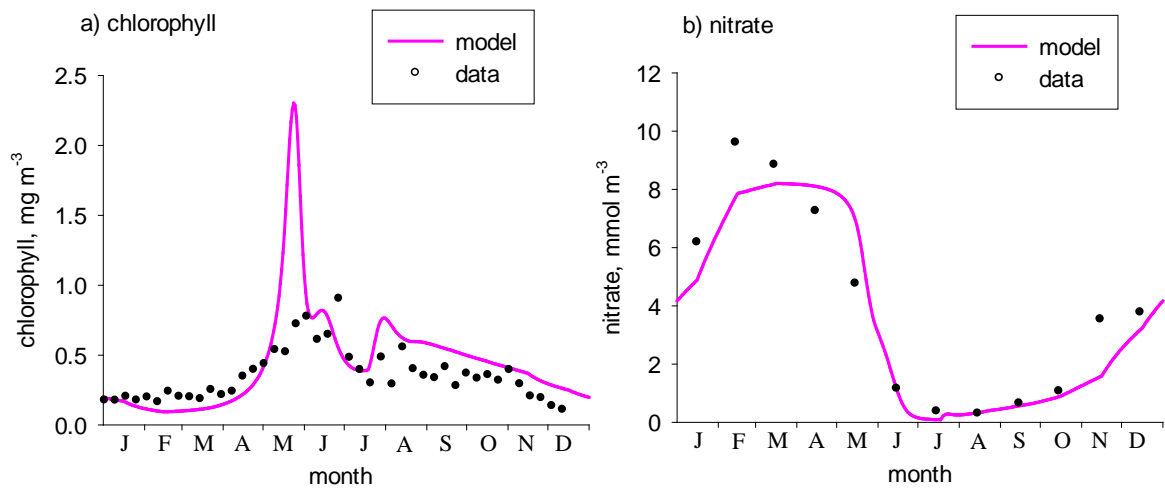 a) chlorophyll
model
data
2.5
2.0
1.5
1.0
0.5
0.0
chlorophyll, mg m-3
J F M A M J J A S O N D
month
b) nitrate
model
data
12
10
8
6
4
2
0
nitrate, mmol m-3
J F M A M J J A S O N D
month